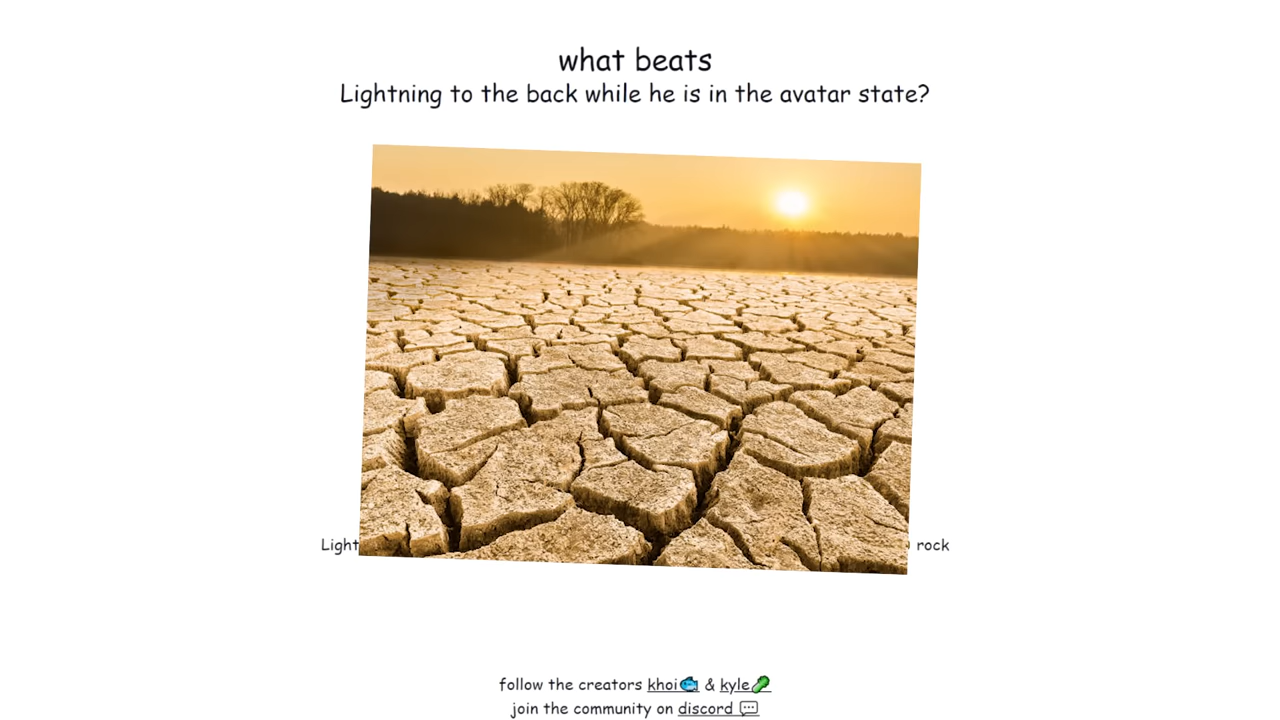 what beats
Lightning to the back while he is in the avatar state?
Light rock
follow the creators khoi🐟 & kyle🥒
join the community on discord 💬